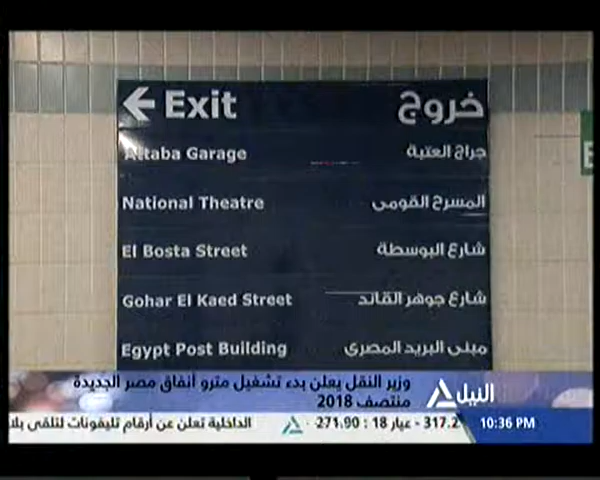 Exit خروج
Attaba Garage جراج العتبة
National Theatre المسرح القومى
El Bosta Street شارع البوسطة
Gohar El Kaed Street شارع جوهر القائد
Egypt Post Building مبنى البريد المصرى
وزير النقل يعلن بدء تشغيل مترو أنفاق مصر الجديدة
منتصف 2018
النيل
317.2 - عيار 18 : 271.90 الداخلية تعلن عن أرقام تليفونات لتلقى
10:36 PM